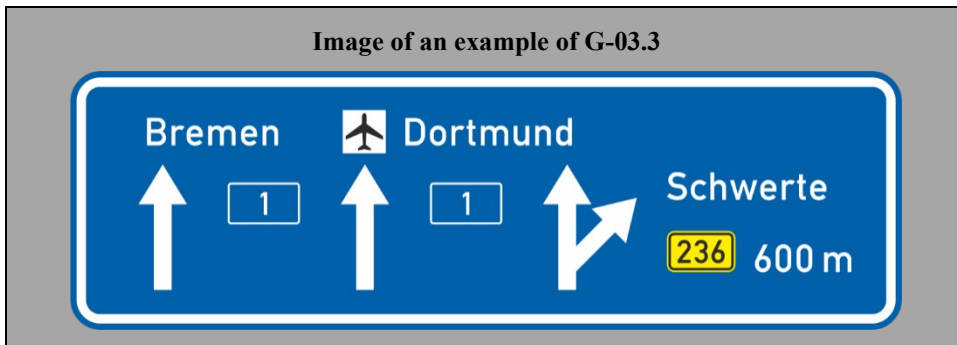 Image of an example of G-03.3
Bremen Dortmund
1 1
Schwerte
236 600 m